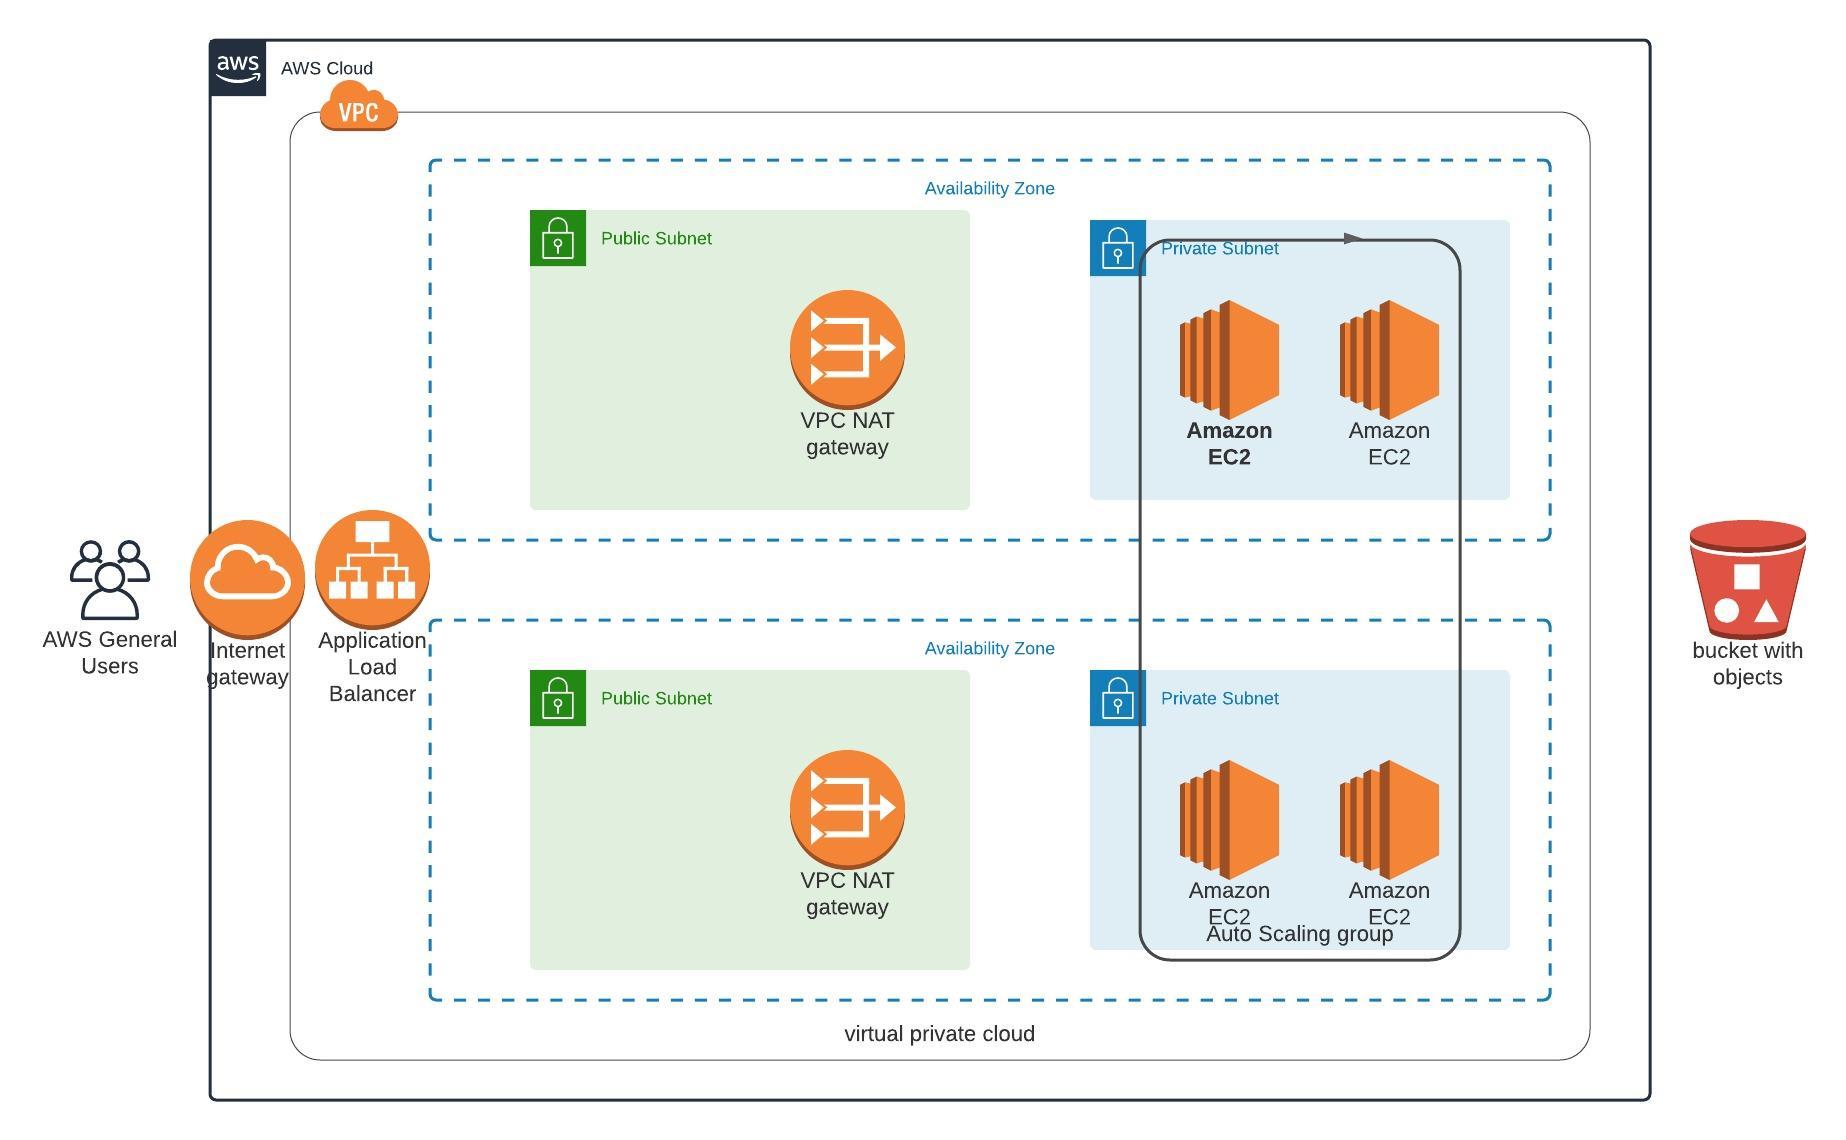 aws
AWS Cloud
VPC
Availability Zone
Public Subnet
Private Subnet
VPC NAT
gateway
Amazon
EC2
Amazon
EC2
AWS General
Users
Internet
gateway
Application
Load
Balancer
bucket with
objects
Availability Zone
Public Subnet
Private Subnet
VPC NAT
gateway
Amazon
EC2
Amazon
EC2
Auto Scaling group
virtual private cloud